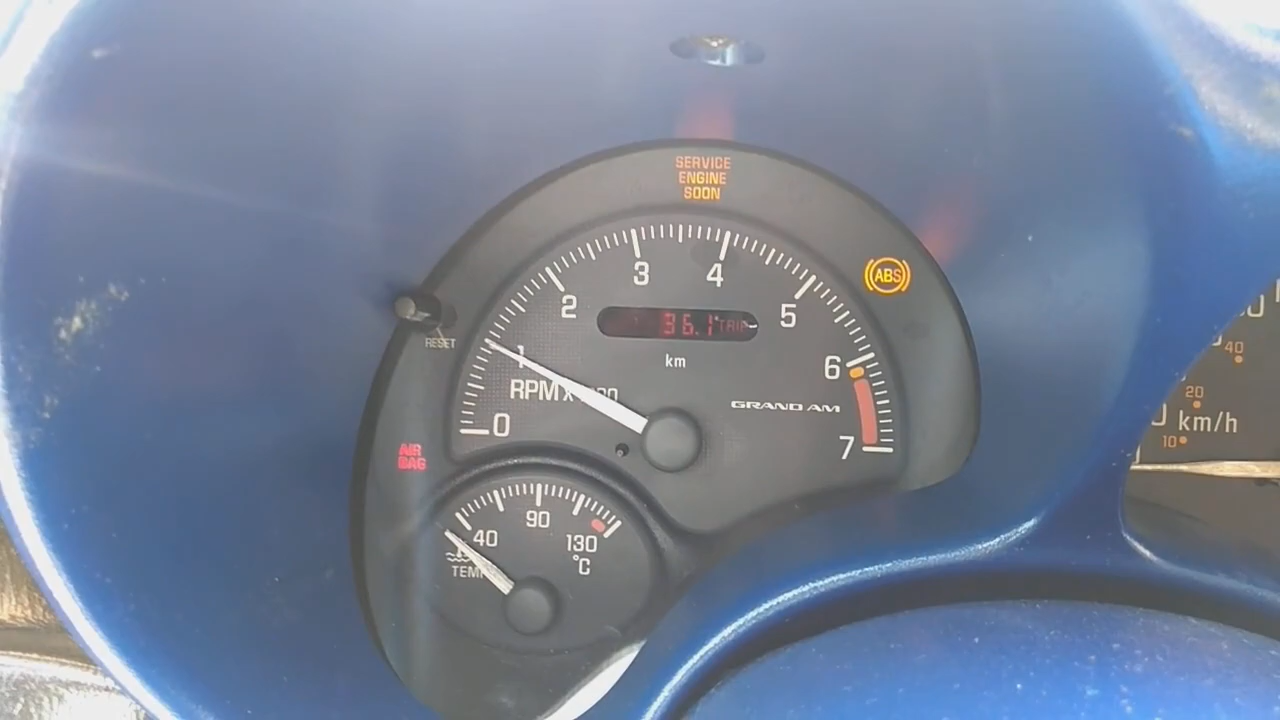 SERVICE
ENGINE
SOON
ABS
3
4
2
5
36.1 TRIP
RESET
km
1
6
RPM X
GRAND AM
0
7
AIR
BAG
90
40
130
°C
TEMP
40
20
km/h
10